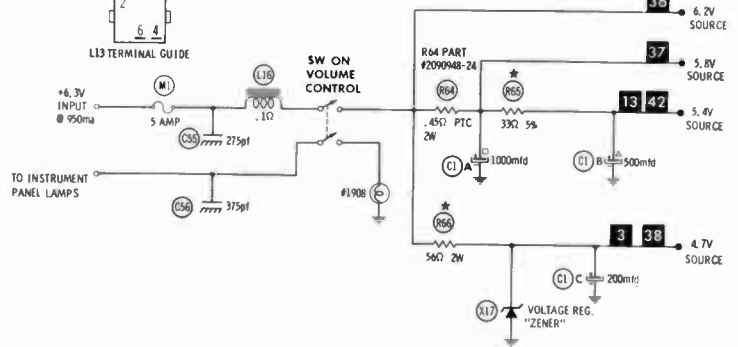 2
6 4
L13 TERMINAL GUIDE
+6.3V
INPUT
@ 950ma
M1
5 AMP
L16
.1Ω
C55
275pf
SW ON
VOLUME
CONTROL
TO INSTRUMENT
PANEL LAMPS
C56
375pf
#1908
R64 PART
#2090948-24
R64
.45Ω PTC
2W
R65
33Ω 5%
C1 A
1000mfd
C1 B
500mfd
36
6.2V
SOURCE
37
5.8V
SOURCE
13 42
5.4V
SOURCE
R66
56Ω 2W
3 38
4.7V
SOURCE
C1 C
200mfd
X17
VOLTAGE REG.
"ZENER"